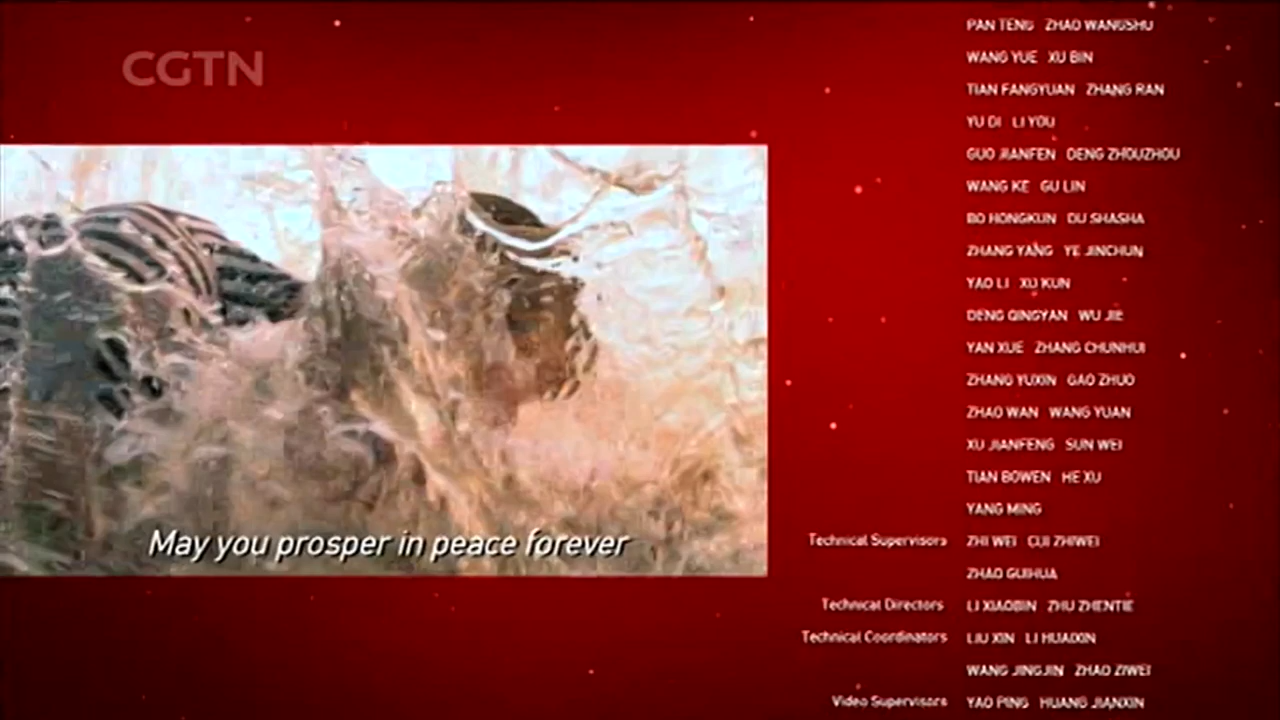 CGTN
May you prosper in peace forever
PAN TENG ZHAO WANGSHU
WANG YUE XU BIN
TIAN FANGYUAN ZHANG RAN
YU DI LI YOU
GUO JIANFEN DENG ZHOUZHOU
WANG KE GU LIN
BO HONGKUN DU SHASHA
ZHANG YANG YE JINCHUN
YAO LI XU KUN
DENG QINGYAN WU JIE
YAN XUE ZHANG CHUNHUI
ZHANG YUXIN GAO ZHUO
ZHAO WAN WANG YUAN
XU JIANFENG SUN WEI
TIAN BOWEN HE XU
YANG MING
Technical Supervisors ZHI WEI CUI ZHIWEI
ZHAO GUIHUA
Technical Directors LI XIAOBIN ZHU ZHENTIE
Technical Coordinators LIU XIN LI HUAIXIN
WANG JINGJIN ZHAO ZIWEI
Video Supervisors YAO PING HUANG JIANXIN